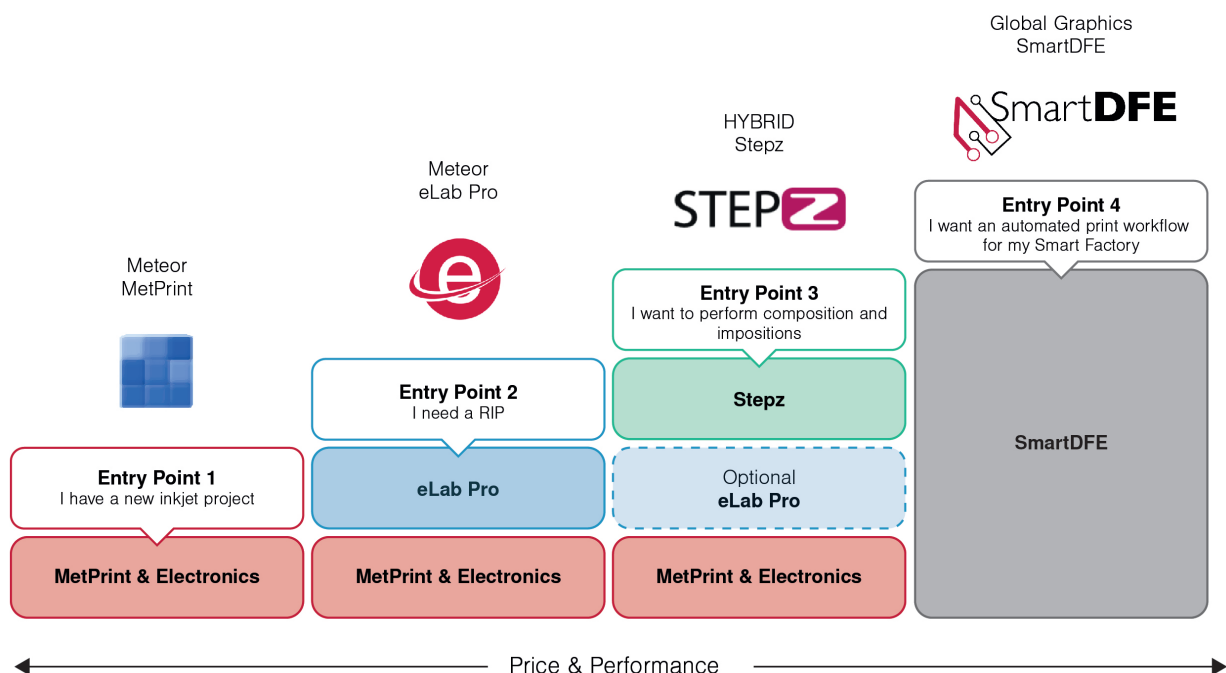 Global Graphics
SmartDFE
SmartDFE
HYBRID
Stepz
STEPZ
Meteor
eLab Pro
e
Meteor
MetPrint
Entry Point 1
I have a new inkjet project
MetPrint & Electronics
Entry Point 2
I need a RIP
eLab Pro
MetPrint & Electronics
Entry Point 3
I want to perform composition and
impositions
Stepz
Optional
eLab Pro
MetPrint & Electronics
Entry Point 4
I want an automated print workflow
for my Smart Factory
SmartDFE
Price & Performance